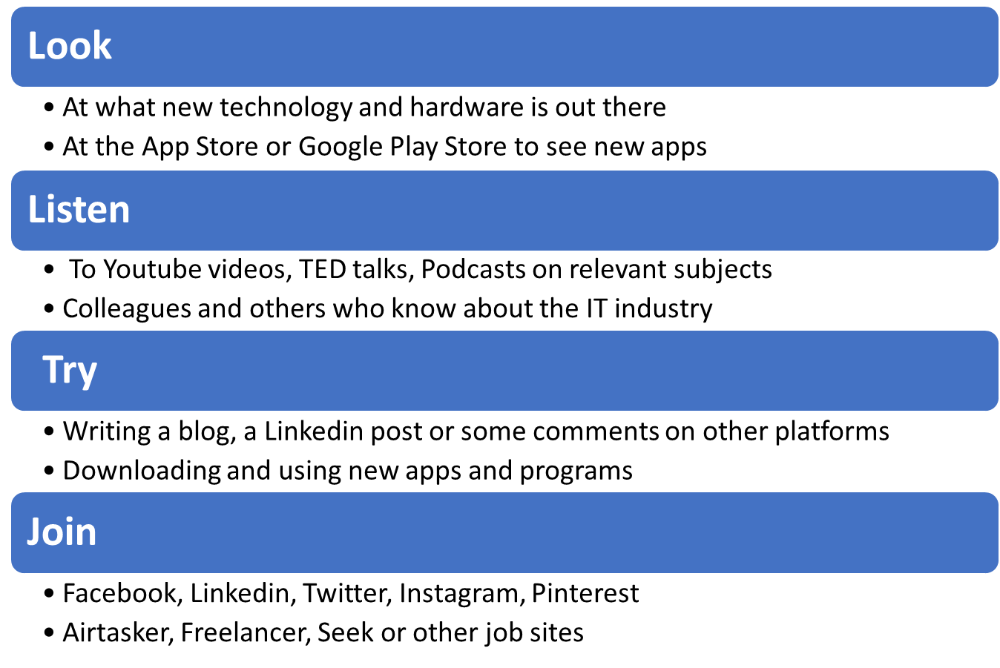 Look
• At what new technology and hardware is out there
• At the App Store or Google Play Store to see new apps
Listen
• To Youtube videos, TED talks, Podcasts on relevant subjects
• Colleagues and others who know about the IT industry
Try
• Writing a blog, a Linkedin post or some comments on other platforms
• Downloading and using new apps and programs
Join
• Facebook, Linkedin, Twitter, Instagram, Pinterest
• Airtasker, Freelancer, Seek or other job sites